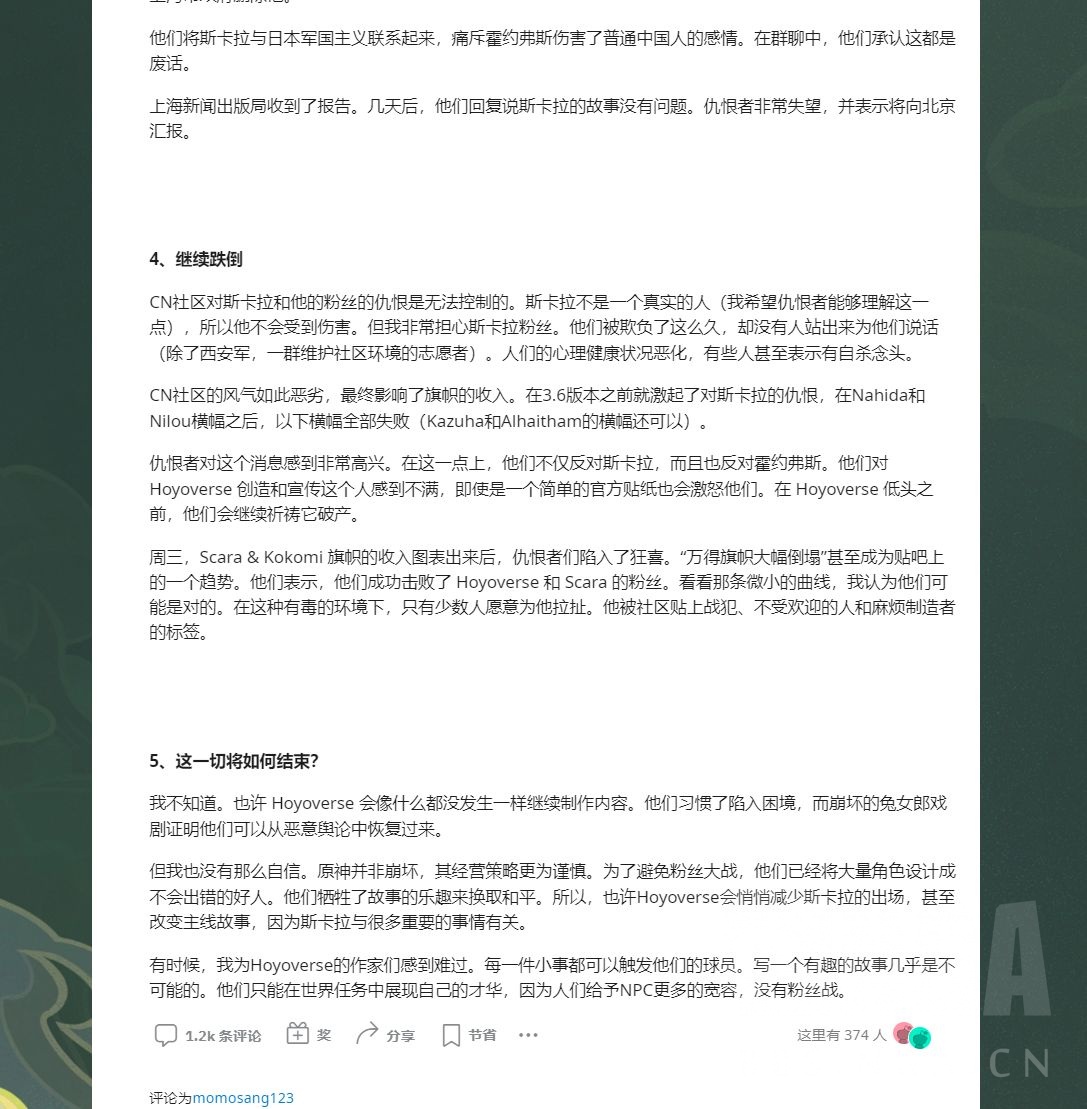 他们将斯卡拉与日本军国主义联系起来，痛斥霍约弗斯伤害了普通中国人的感情。在群聊中，他们承认这都是
废话。
上海新闻出版局收到了报告。几天后，他们回复说斯卡拉的故事没有问题。仇恨者非常失望，并表示将向北京
汇报。
4、继续跌倒
CN社区对斯卡拉和他的粉丝的仇恨是无法控制的。斯卡拉不是一个真实的人（我希望仇恨者能够理解这一
点），所以他不会受到伤害。但我非常担心斯卡拉粉丝。他们被欺负了这么久，却没有人站出来为他们说话
（除了西安军，一群维护社区环境的志愿者）。人们的心理健康状况恶化，有些人甚至表示有自杀念头。
CN社区的风气如此恶劣，最终影响了旗帜的收入。在3.6版本之前就激起了对斯卡拉的仇恨，在Nahida和
Nilou横幅之后，以下横幅全部失败（Kazuha和Alhaitham的横幅还可以）。
仇恨者对这个消息感到非常高兴。在这一点上，他们不仅反对斯卡拉，而且也反对霍约弗斯。他们对
Hoyoverse 创造和宣传这个人感到不满，即使是一个简单的官方贴纸也会激怒他们。在 Hoyoverse 低头之
前，他们会继续祈祷它破产。
周三，Scara & Kokomi 旗帜的收入图表出来后，仇恨者们陷入了狂喜。“万得旗帜大幅倒塌”甚至成为贴吧上
的一个趋势。他们表示，他们成功击败了 Hoyoverse 和 Scara 的粉丝。看看那条微小的曲线，我认为他们可
能是对的。在这种有毒的环境下，只有少数人愿意为他拉扯。他被社区贴上战犯、不受欢迎的人和麻烦制造者
的标签。
5、这一切将如何结束？
我不知道。也许 Hoyoverse 会像什么都没发生一样继续制作内容。他们习惯了陷入困境，而崩坏的兔女郎戏
剧证明他们可以从恶意舆论中恢复过来。
但我也没有那么自信。原神并非崩坏，其经营策略更为谨慎。为了避免粉丝大战，他们已经将大量角色设计成
不会出错的好人。他们牺牲了故事的乐趣来换取和平。所以，也许Hoyoverse会悄悄减少斯卡拉的出场，甚至
改变主线故事，因为斯卡拉与很多重要的事情有关。
有时候，我为Hoyoverse的作家们感到难过。每一件小事都可以触发他们的球员。写一个有趣的故事几乎是不
可能的。他们只能在世界任务中展现自己的才华，因为人们给予NPC更多的宽容，没有粉丝战。
1.2k 条评论 奖 分享 节省 ··· 这里有 374 人
A
CN
评论为momosang123